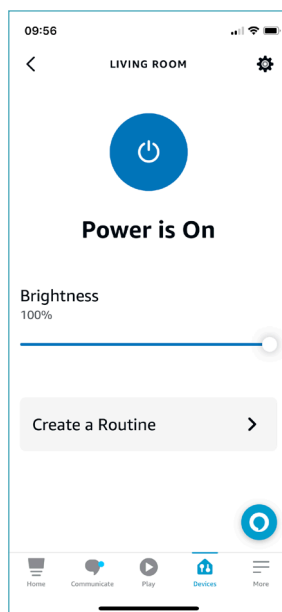 09:56
LIVING ROOM
Power is On
Brightness
100%
Create a Routine
Home Communicate Play Devices More